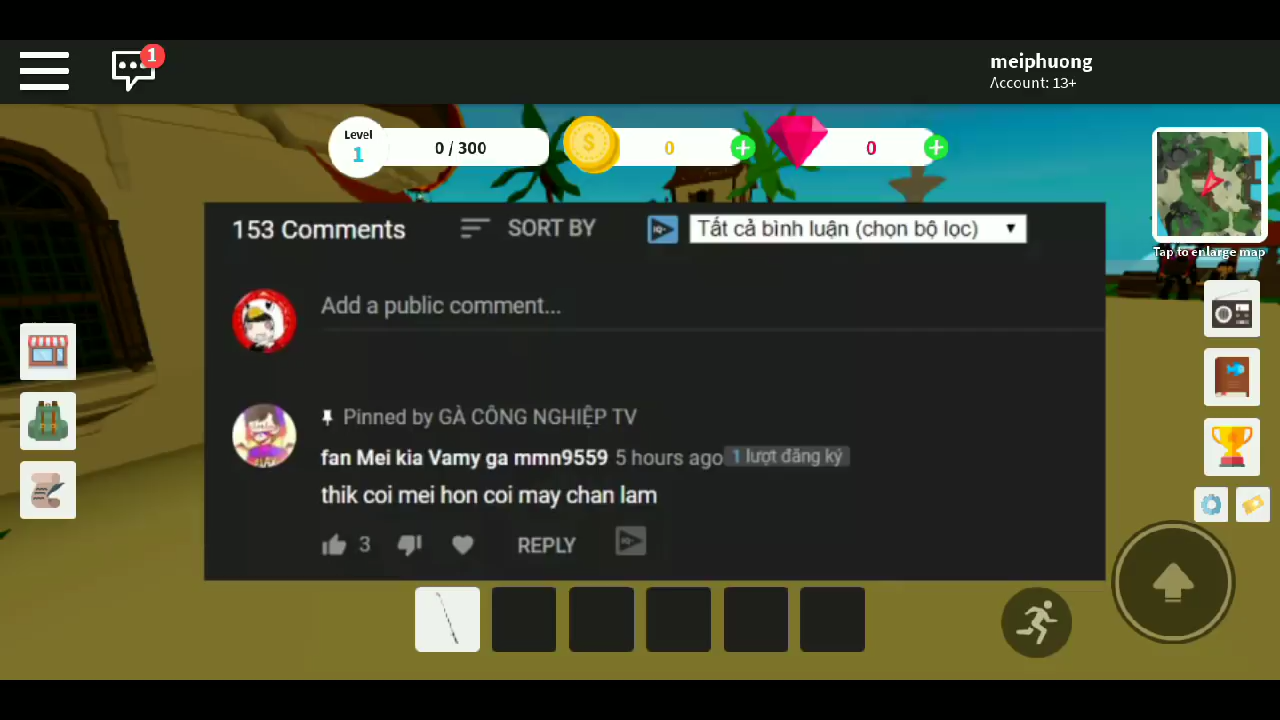 1
meiphuong
Account: 13+
Level
1
0 / 300
0
0
Tap to enlarge map
153 Comments
SORT BY
Tất cả bình luận (chọn bộ lọc)
Add a public comment...
Pinned by GÀ CÔNG NGHIỆP TV
fan Mei kia Vamy ga mmn9559 5 hours ago 1 lượt đăng ký
thik coi mei hon coi may chan lam
3
REPLY